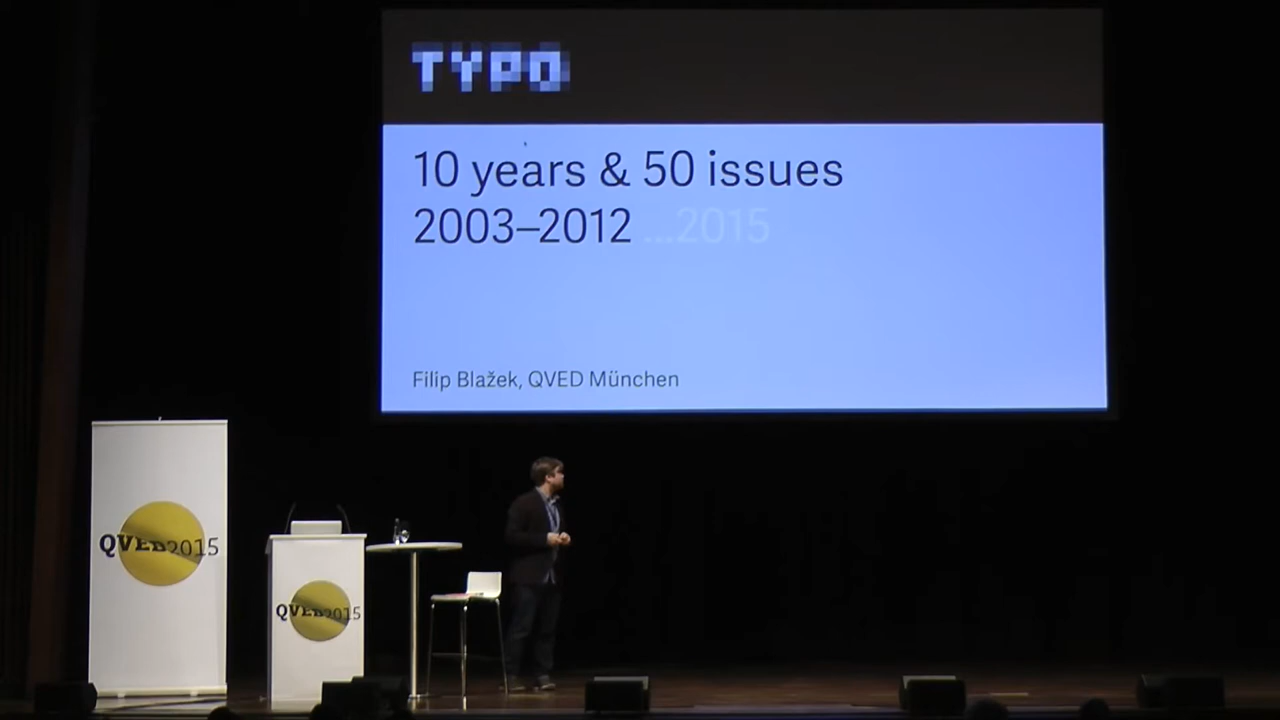 TYPO
10 years & 50 issues
2003–2012 ...2015
Filip Blažek, QVED München
QVED2015
QVED2015